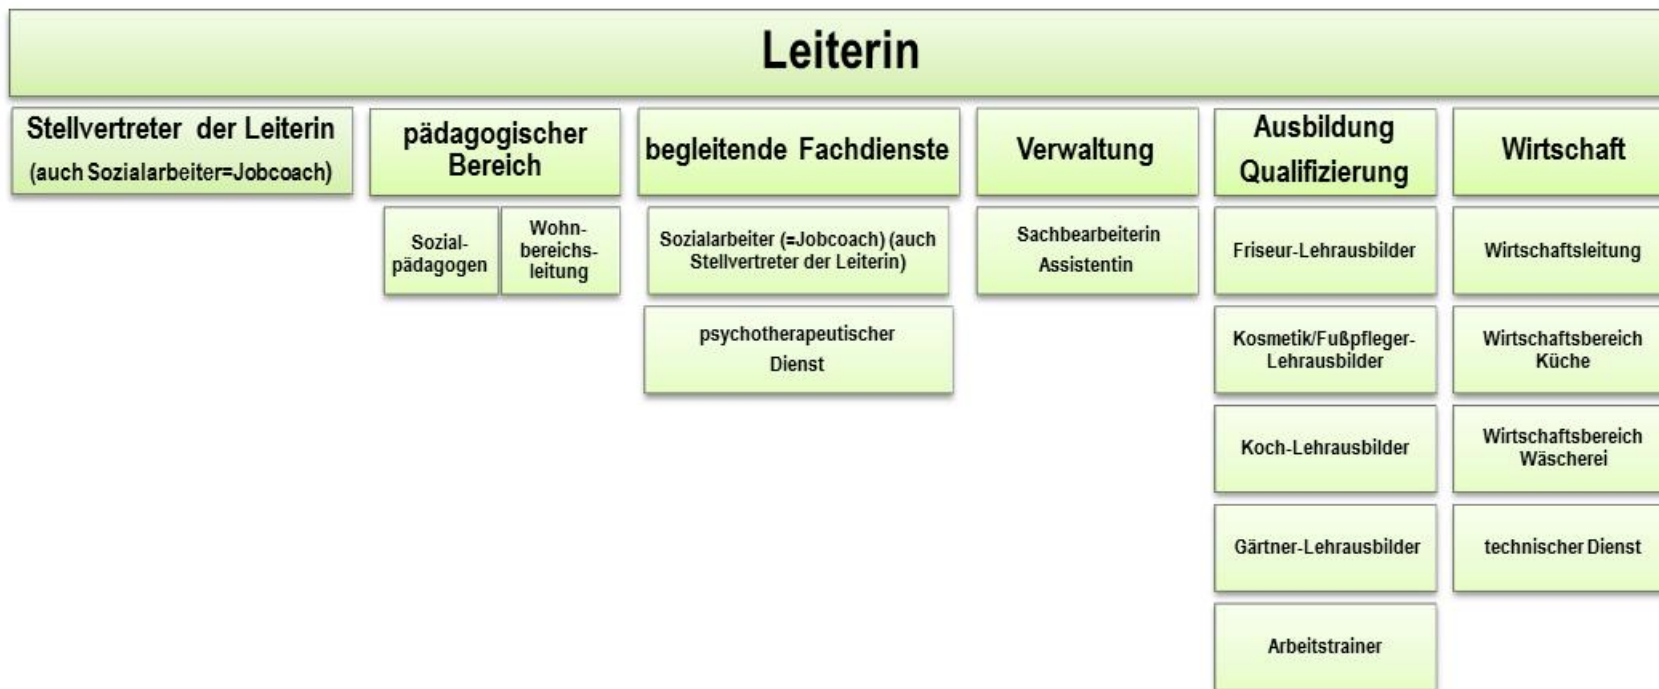 Leiterin
Stellvertreter der Leiterin
(auch Sozialarbeiter=Jobcoach)
pädagogischer
Bereich
begleitende Fachdienste
Verwaltung
Ausbildung
Qualifizierung
Wirtschaft
Sozial-
pädagogen
Wohn-
bereichs-
leitung
Sozialarbeiter (=Jobcoach) (auch
Stellvertreter der Leiterin)
Sachbearbeiterin
Assistentin
Friseur-Lehrausbilder
Wirtschaftsleitung
psychotherapeutischer
Dienst
Kosmetik/Fußpfleger-
Lehrausbilder
Wirtschaftsbereich
Küche
Koch-Lehrausbilder
Wirtschaftsbereich
Wäscherei
Gärtner-Lehrausbilder
technischer Dienst
Arbeitstrainer